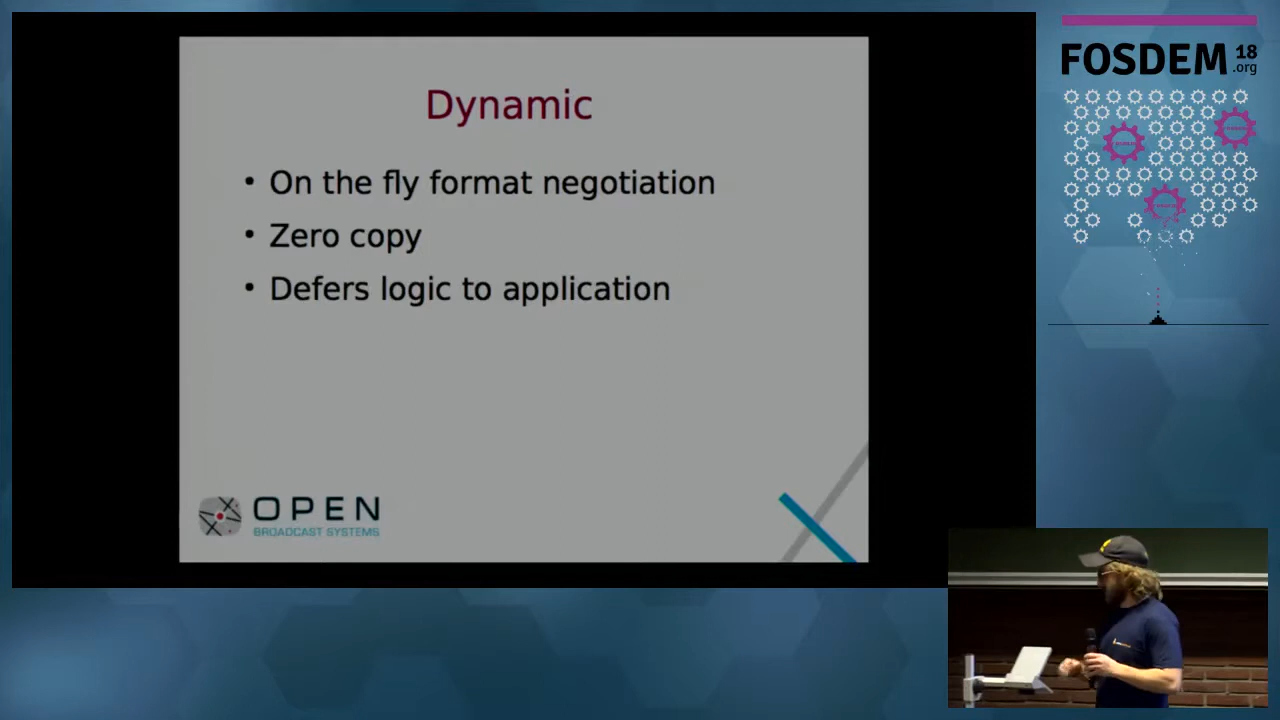 Dynamic
• On the fly format negotiation
• Zero copy
• Defers logic to application
OPEN
BROADCAST SYSTEMS
FOSDEM 18
.org